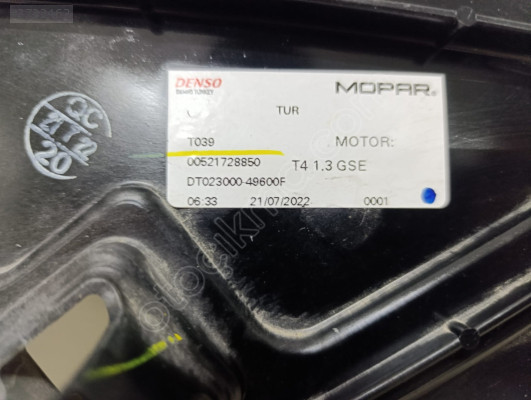 DENSO
MOPAR
TUR
T039
MOTOR:
00521728850
T4 1.3 GSE
DT023000-49600F
06:33 21/07/2022 0001
QC
20
otocikma